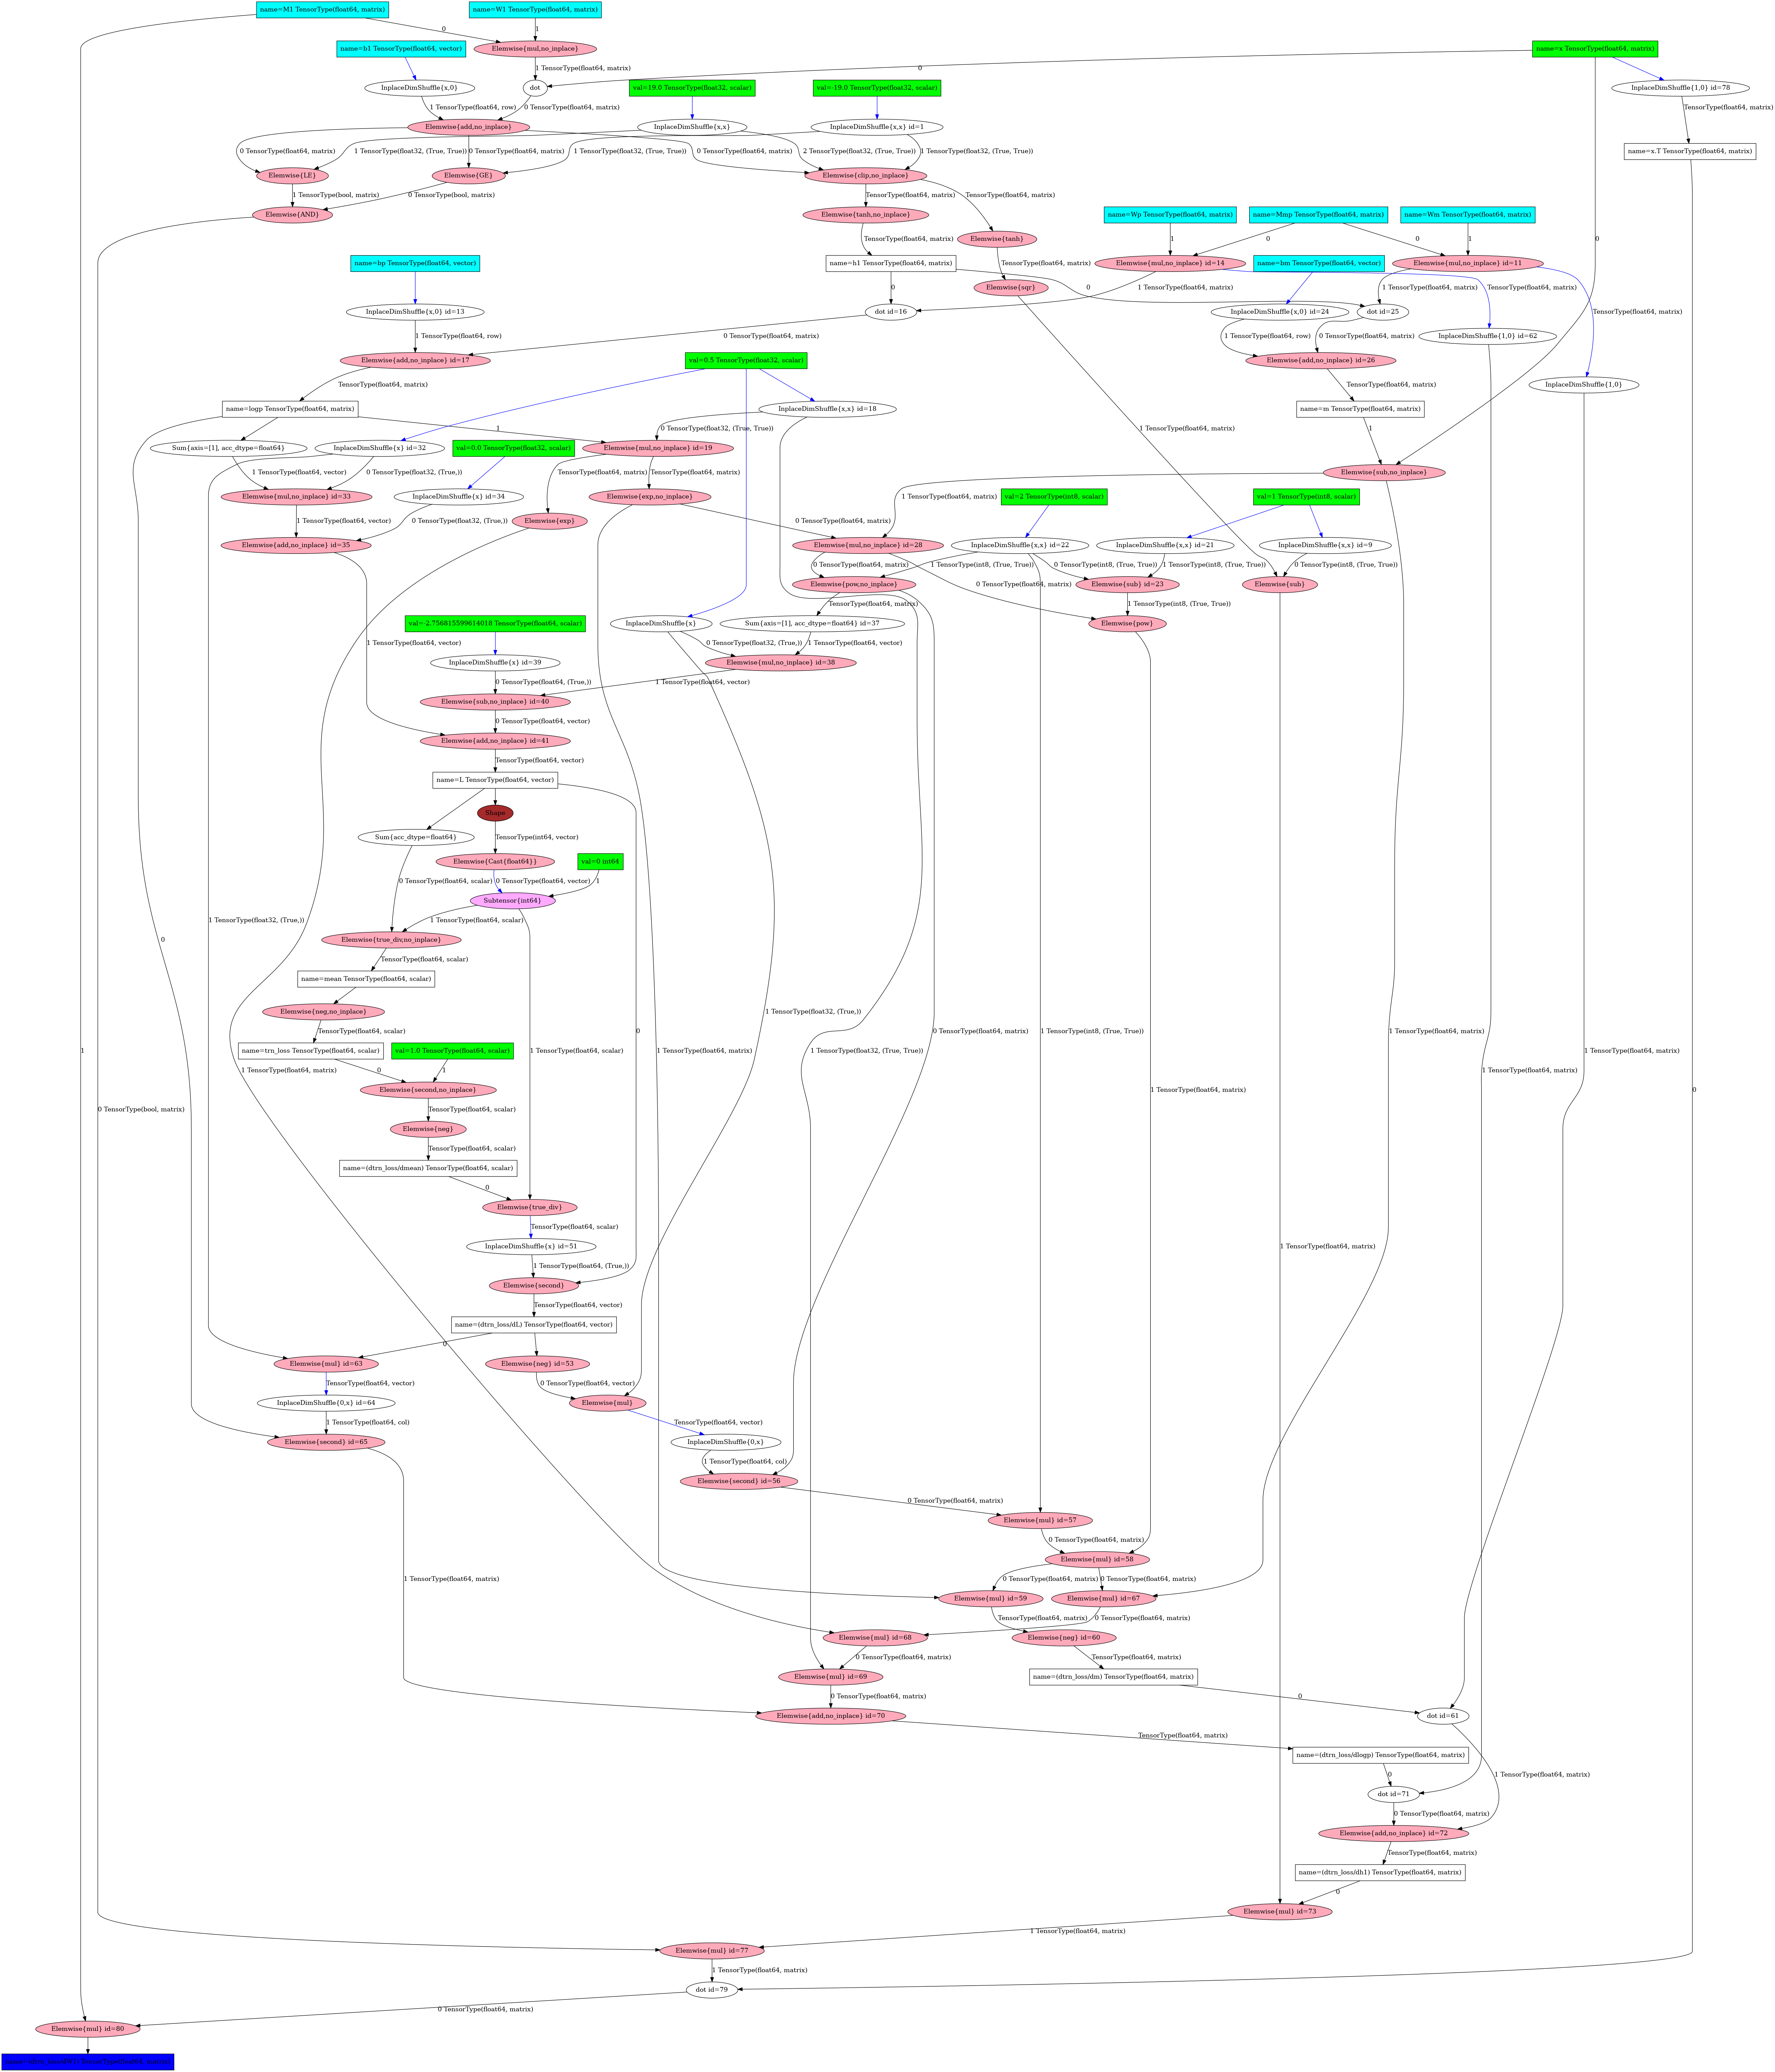 name=M1 TensorType(float64, matrix)
name=W1 TensorType(float64, matrix)
0
1
name=b1 TensorType(float64, vector)
Elemwise{mul,no_inplace}
name=x TensorType(float64, matrix)
1 TensorType(float64, matrix)
0
InplaceDimShuffle{x,0}
dot
val=19.0 TensorType(float32, scalar)
val=-19.0 TensorType(float32, scalar)
InplaceDimShuffle{1,0} id=78
1 TensorType(float64, row)
0 TensorType(float64, matrix)
TensorType(float64, matrix)
Elemwise{add,no_inplace}
InplaceDimShuffle{x,x}
InplaceDimShuffle{x,x} id=1
0 TensorType(float64, matrix)
1 TensorType(float32, (True, True))
0 TensorType(float64, matrix)
1 TensorType(float32, (True, True))
0 TensorType(float64, matrix)
2 TensorType(float32, (True, True))
1 TensorType(float32, (True, True))
name=x.T TensorType(float64, matrix)
Elemwise{LE}
Elemwise{GE}
Elemwise{clip,no_inplace}
1 TensorType(bool, matrix)
0 TensorType(bool, matrix)
TensorType(float64, matrix)
TensorType(float64, matrix)
Elemwise{AND}
Elemwise{tanh,no_inplace}
name=Wp TensorType(float64, matrix)
name=Mmp TensorType(float64, matrix)
name=Wm TensorType(float64, matrix)
TensorType(float64, matrix)
Elemwise{tanh}
1
0
0
1
0
name=bp TensorType(float64, vector)
name=h1 TensorType(float64, matrix)
TensorType(float64, matrix)
Elemwise{mul,no_inplace} id=14
name=bm TensorType(float64, vector)
Elemwise{mul,no_inplace} id=11
0
Elemwise{sqr}
0
1 TensorType(float64, matrix)
1 TensorType(float64, matrix)
TensorType(float64, matrix)
InplaceDimShuffle{x,0} id=13
dot id=16
InplaceDimShuffle{x,0} id=24
dot id=25
TensorType(float64, matrix)
1 TensorType(float64, row)
0 TensorType(float64, matrix)
1 TensorType(float64, row)
0 TensorType(float64, matrix)
InplaceDimShuffle{1,0} id=62
Elemwise{add,no_inplace} id=17
val=0.5 TensorType(float32, scalar)
Elemwise{add,no_inplace} id=26
TensorType(float64, matrix)
TensorType(float64, matrix)
InplaceDimShuffle{1,0}
name=logp TensorType(float64, matrix)
InplaceDimShuffle{x,x} id=18
name=m TensorType(float64, matrix)
1
0 TensorType(float32, (True, True))
1 TensorType(float64, matrix)
1
Sum{axis=[1], acc_dtype=float64}
InplaceDimShuffle{x} id=32
val=0.0 TensorType(float32, scalar)
Elemwise{mul,no_inplace} id=19
1 TensorType(float64, vector)
0 TensorType(float32, (True,))
TensorType(float64, matrix)
TensorType(float64, matrix)
Elemwise{sub,no_inplace}
Elemwise{mul,no_inplace} id=33
InplaceDimShuffle{x} id=34
Elemwise{exp,no_inplace}
1 TensorType(float64, matrix)
val=2 TensorType(int8, scalar)
val=1 TensorType(int8, scalar)
1 TensorType(float64, vector)
0 TensorType(float32, (True,))
Elemwise{exp}
0 TensorType(float64, matrix)
Elemwise{add,no_inplace} id=35
Elemwise{mul,no_inplace} id=28
InplaceDimShuffle{x,x} id=22
InplaceDimShuffle{x,x} id=21
InplaceDimShuffle{x,x} id=9
0 TensorType(float64, matrix)
1 TensorType(int8, (True, True))
0 TensorType(int8, (True, True))
1 TensorType(int8, (True, True))
0 TensorType(int8, (True, True))
Elemwise{pow,no_inplace}
0 TensorType(float64, matrix)
Elemwise{sub} id=23
Elemwise{sub}
TensorType(float64, matrix)
1 TensorType(int8, (True, True))
val=-2.756815599614018 TensorType(float64, scalar)
InplaceDimShuffle{x}
Sum{axis=[1], acc_dtype=float64} id=37
Elemwise{pow}
1 TensorType(float64, vector)
0 TensorType(float32, (True,))
1 TensorType(float64, vector)
InplaceDimShuffle{x} id=39
Elemwise{mul,no_inplace} id=38
0 TensorType(float64, (True,))
1 TensorType(float64, vector)
Elemwise{sub,no_inplace} id=40
0 TensorType(float64, vector)
Elemwise{add,no_inplace} id=41
TensorType(float64, vector)
name=L TensorType(float64, vector)
Shape
Sum{acc_dtype=float64}
TensorType(int64, vector)
Elemwise{Cast{float64}}
val=0 int64
0 TensorType(float64, scalar)
0 TensorType(float64, vector)
1
Subtensor{int64}
1 TensorType(float32, (True,))
1 TensorType(float64, scalar)
0
Elemwise{true_div,no_inplace}
TensorType(float64, scalar)
name=mean TensorType(float64, scalar)
Elemwise{neg,no_inplace}
1 TensorType(float32, (True,))
TensorType(float64, scalar)
0
0 TensorType(float64, matrix)
1 TensorType(int8, (True, True))
1 TensorType(float64, matrix)
name=trn_loss TensorType(float64, scalar)
val=1.0 TensorType(float64, scalar)
1
1 TensorType(float64, scalar)
1 TensorType(float64, matrix)
1 TensorType(float32, (True, True))
1 TensorType(float64, matrix)
1 TensorType(float64, matrix)
0
1
1 TensorType(float64, matrix)
Elemwise{second,no_inplace}
1 TensorType(float64, matrix)
0
0 TensorType(bool, matrix)
TensorType(float64, scalar)
Elemwise{neg}
TensorType(float64, scalar)
name=(dtrn_loss/dmean) TensorType(float64, scalar)
0
Elemwise{true_div}
TensorType(float64, scalar)
InplaceDimShuffle{x} id=51
1 TensorType(float64, matrix)
1 TensorType(float64, (True,))
Elemwise{second}
TensorType(float64, vector)
name=(dtrn_loss/dL) TensorType(float64, vector)
0
Elemwise{mul} id=63
Elemwise{neg} id=53
TensorType(float64, vector)
0 TensorType(float64, vector)
InplaceDimShuffle{0,x} id=64
Elemwise{mul}
1 TensorType(float64, col)
TensorType(float64, vector)
Elemwise{second} id=65
InplaceDimShuffle{0,x}
1 TensorType(float64, col)
Elemwise{second} id=56
0 TensorType(float64, matrix)
Elemwise{mul} id=57
0 TensorType(float64, matrix)
Elemwise{mul} id=58
1 TensorType(float64, matrix)
0 TensorType(float64, matrix)
0 TensorType(float64, matrix)
Elemwise{mul} id=59
Elemwise{mul} id=67
TensorType(float64, matrix)
0 TensorType(float64, matrix)
Elemwise{mul} id=68
Elemwise{neg} id=60
0 TensorType(float64, matrix)
TensorType(float64, matrix)
Elemwise{mul} id=69
name=(dtrn_loss/dm) TensorType(float64, matrix)
0 TensorType(float64, matrix)
0
Elemwise{add,no_inplace} id=70
dot id=61
TensorType(float64, matrix)
name=(dtrn_loss/dlogp) TensorType(float64, matrix)
0
1 TensorType(float64, matrix)
dot id=71
0 TensorType(float64, matrix)
Elemwise{add,no_inplace} id=72
TensorType(float64, matrix)
name=(dtrn_loss/dh1) TensorType(float64, matrix)
0
Elemwise{mul} id=73
1 TensorType(float64, matrix)
Elemwise{mul} id=77
1 TensorType(float64, matrix)
dot id=79
0 TensorType(float64, matrix)
Elemwise{mul} id=80
name=(dtrn_loss/dW1) TensorType(float64, matrix)